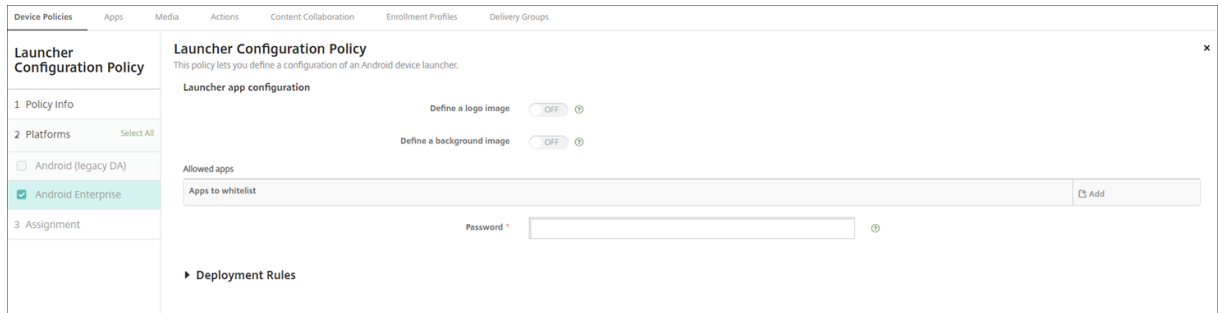 Device Policies Apps Media Actions Content Collaboration Enrollment Profiles Delivery Groups
Launcher
Configuration Policy
1 Policy Info
2 Platforms Select All
Android (legacy DA)
Android Enterprise
3 Assignment
Launcher Configuration Policy
This policy lets you define a configuration of an Android device launcher.
Launcher app configuration
Define a logo image OFF ?
Define a background image OFF ?
Allowed apps
Apps to whitelist Add
Password * ?
Deployment Rules